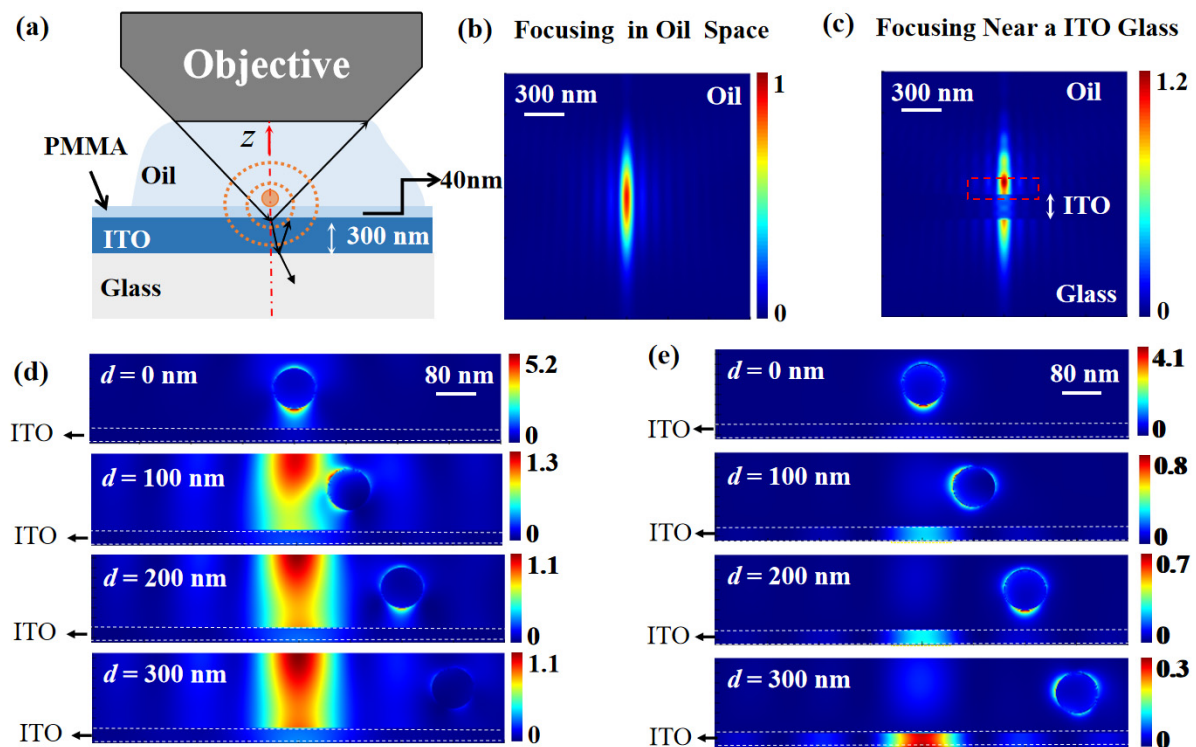 (a)
Objective
PMMA
z
Oil
40nm
ITO
300 nm
Glass
(b) Focusing in Oil Space
300 nm
Oil
1
0
(c) Focusing Near a ITO Glass
300 nm
Oil
1.2
ITO
Glass
0
(d)
d = 0 nm
80 nm
5.2
0
ITO
d = 100 nm
1.3
0
ITO
d = 200 nm
1.1
0
ITO
d = 300 nm
1.1
0
ITO
(e)
d = 0 nm
80 nm
4.1
0
ITO
d = 100 nm
0.8
0
ITO
d = 200 nm
0.7
0
ITO
d = 300 nm
0.3
0
ITO